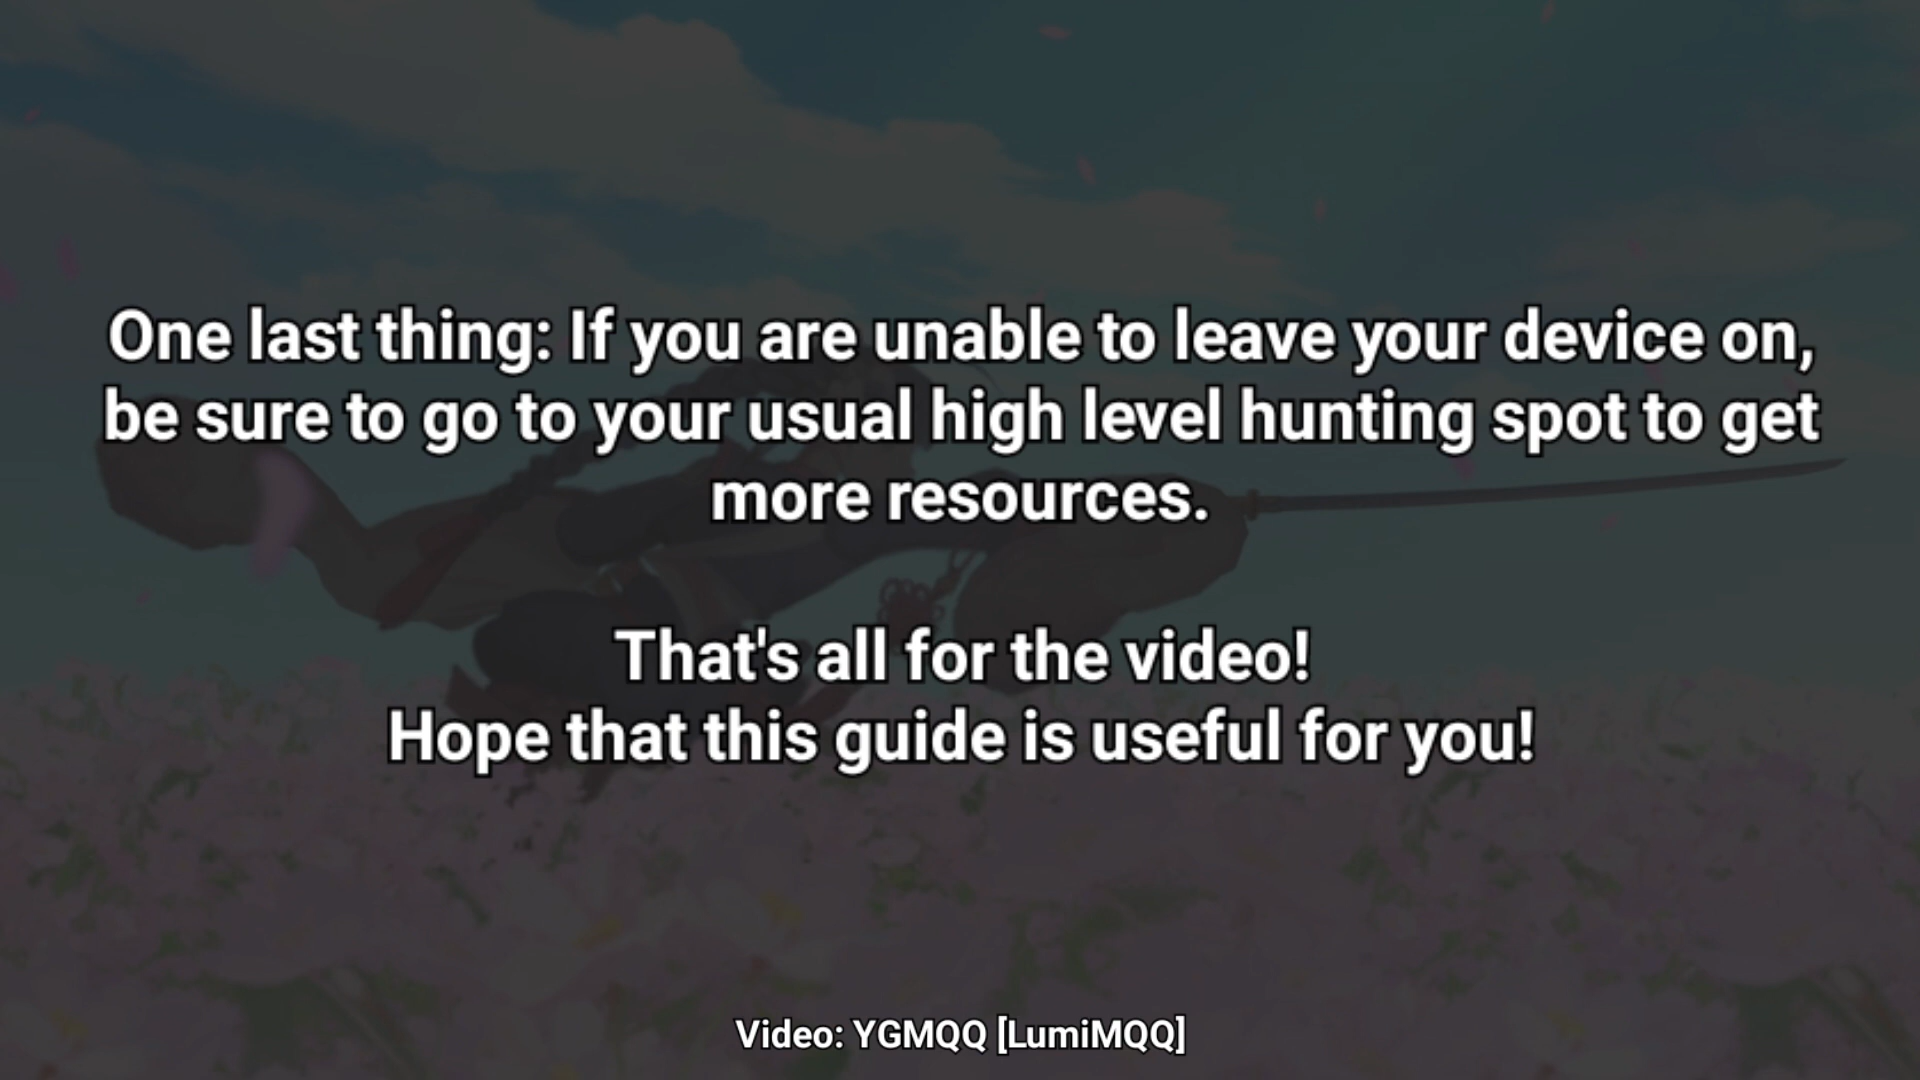 One last thing: If you are unable to leave your device on,
be sure to go to your usual high level hunting spot to get
more resources.
That's all for the video!
Hope that this guide is useful for you!
Video: YGMQQ [LumiMQQ]